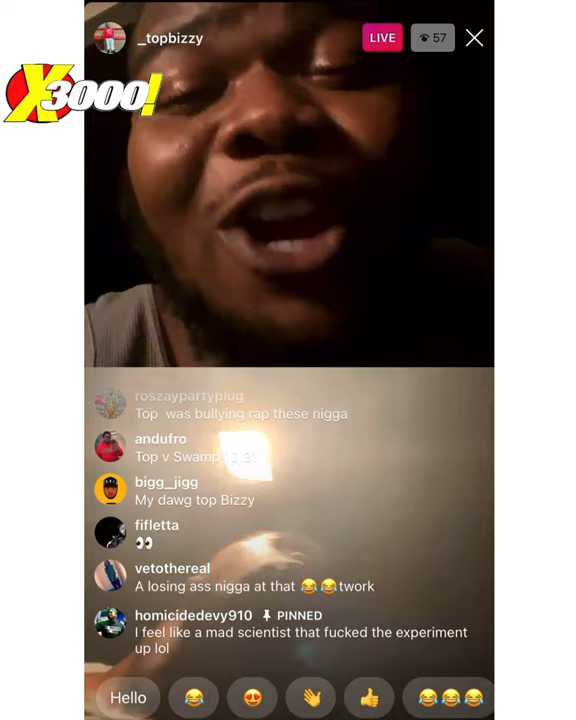 _topbizzy
LIVE
57
X3000!
roszaypartyplug
Top was bullying rap these nigga
andufro
Top v Swamp 10/31
bigg_jigg
My dawg top Bizzy
fifletta
👀
vetothereal
A losing ass nigga at that 😂😂twork
homicidedevy910 📌 PINNED
I feel like a mad scientist that fucked the experiment
up lol
Hello 😂 😍 👋 👍 😂😂😂